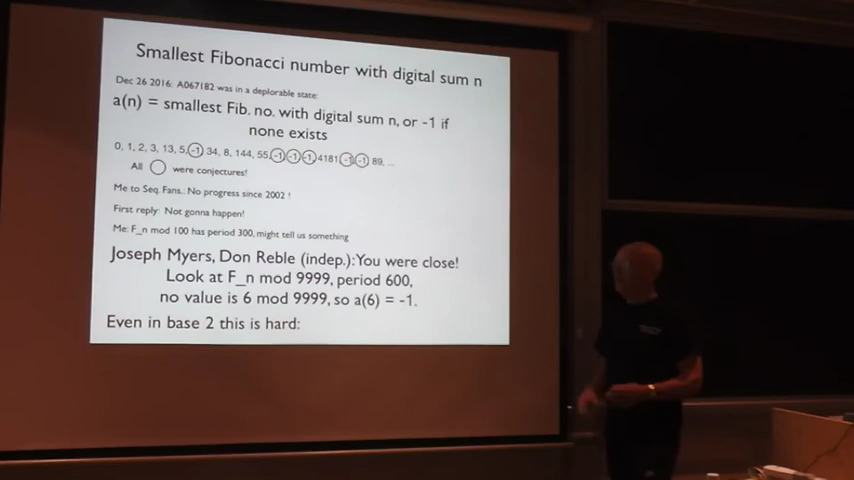 Smallest Fibonacci number with digital sum n
Dec 26 2016: A067182 was in a deplorable state:
a(n) = smallest Fib. no. with digital sum n, or -1 if
none exists
0, 1, 2, 3, 13, 5, -1, 34, 8, 144, 55, -1, -1, -1, 4181, -1, -1, 89, ...
All ◯ were conjectures!
Me to Seq. Fans.: No progress since 2002 !
First reply: Not gonna happen!
Me: F_n mod 100 has period 300, might tell us something
Joseph Myers, Don Reble (indep.): You were close!
Look at F_n mod 9999, period 600,
no value is 6 mod 9999, so a(6) = -1.
Even in base 2 this is hard: